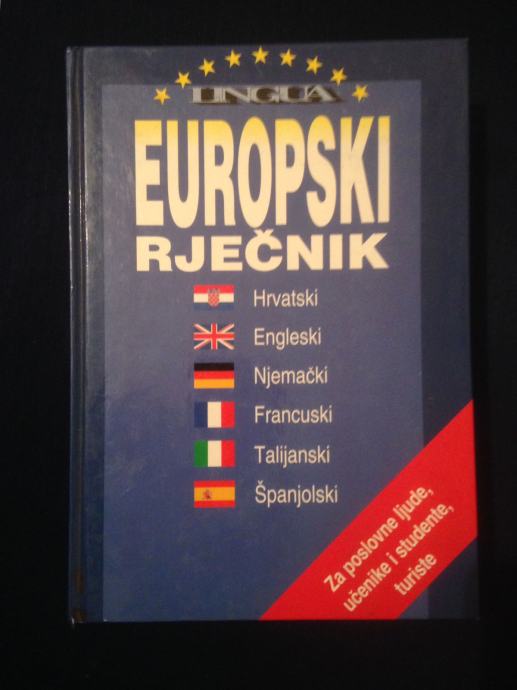 LINGUA
EUROPSKI
RJEČNIK
Hrvatski
Engleski
Njemački
Francuski
Talijanski
Španjolski
Za poslovne ljude,
učenike i studente,
turiste